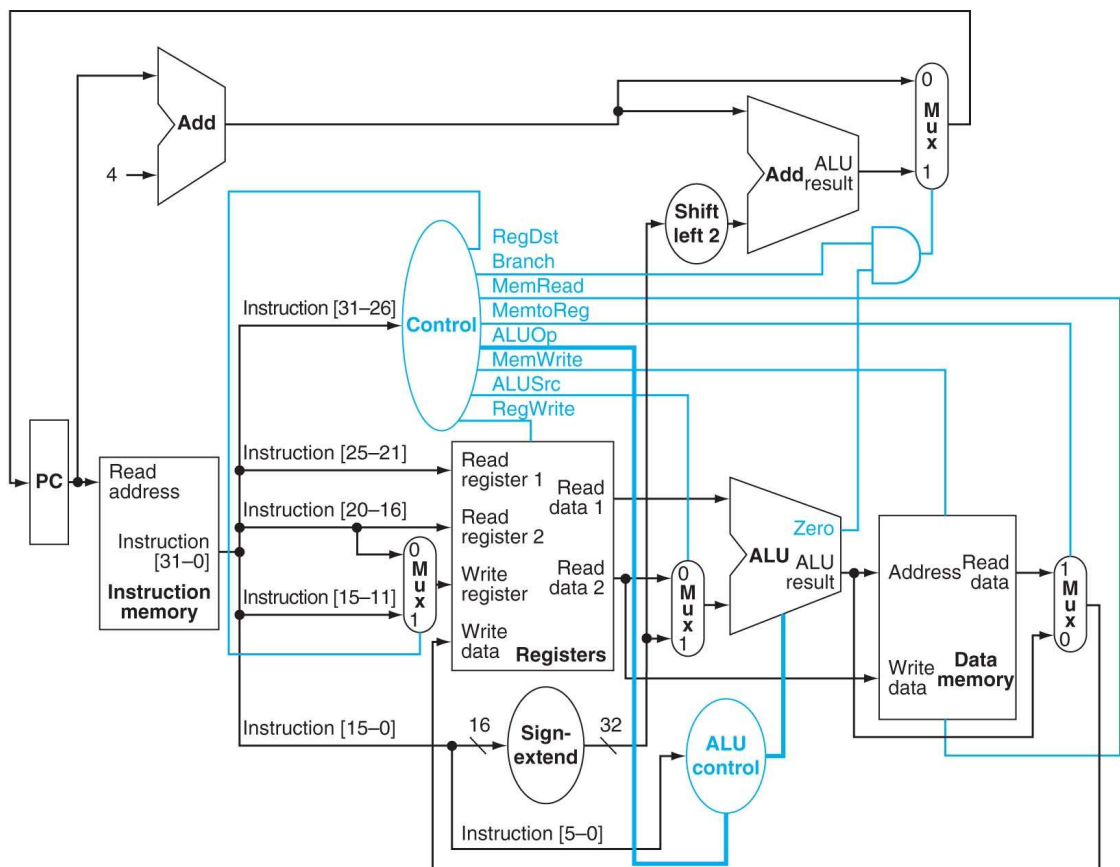 0
M
u
x
1
Add
4
Add
ALU
result
Shift
left 2
RegDst
Branch
MemRead
MemtoReg
ALUOp
MemWrite
ALUSrc
RegWrite
Instruction [31–26]
Control
PC
Read
address
Instruction
[31–0]
Instruction
memory
Instruction [25–21]
Instruction [20–16]
Instruction [15–11]
0
M
u
x
1
Read
register 1
Read
register 2
Write
register
Write
data
Read
data 1
Read
data 2
Registers
0
M
u
x
1
Zero
ALU
ALU
result
Address
Read
data
Write
data
Data
memory
1
M
u
x
0
Instruction [15–0]
16
Sign-
extend
32
ALU
control
Instruction [5–0]